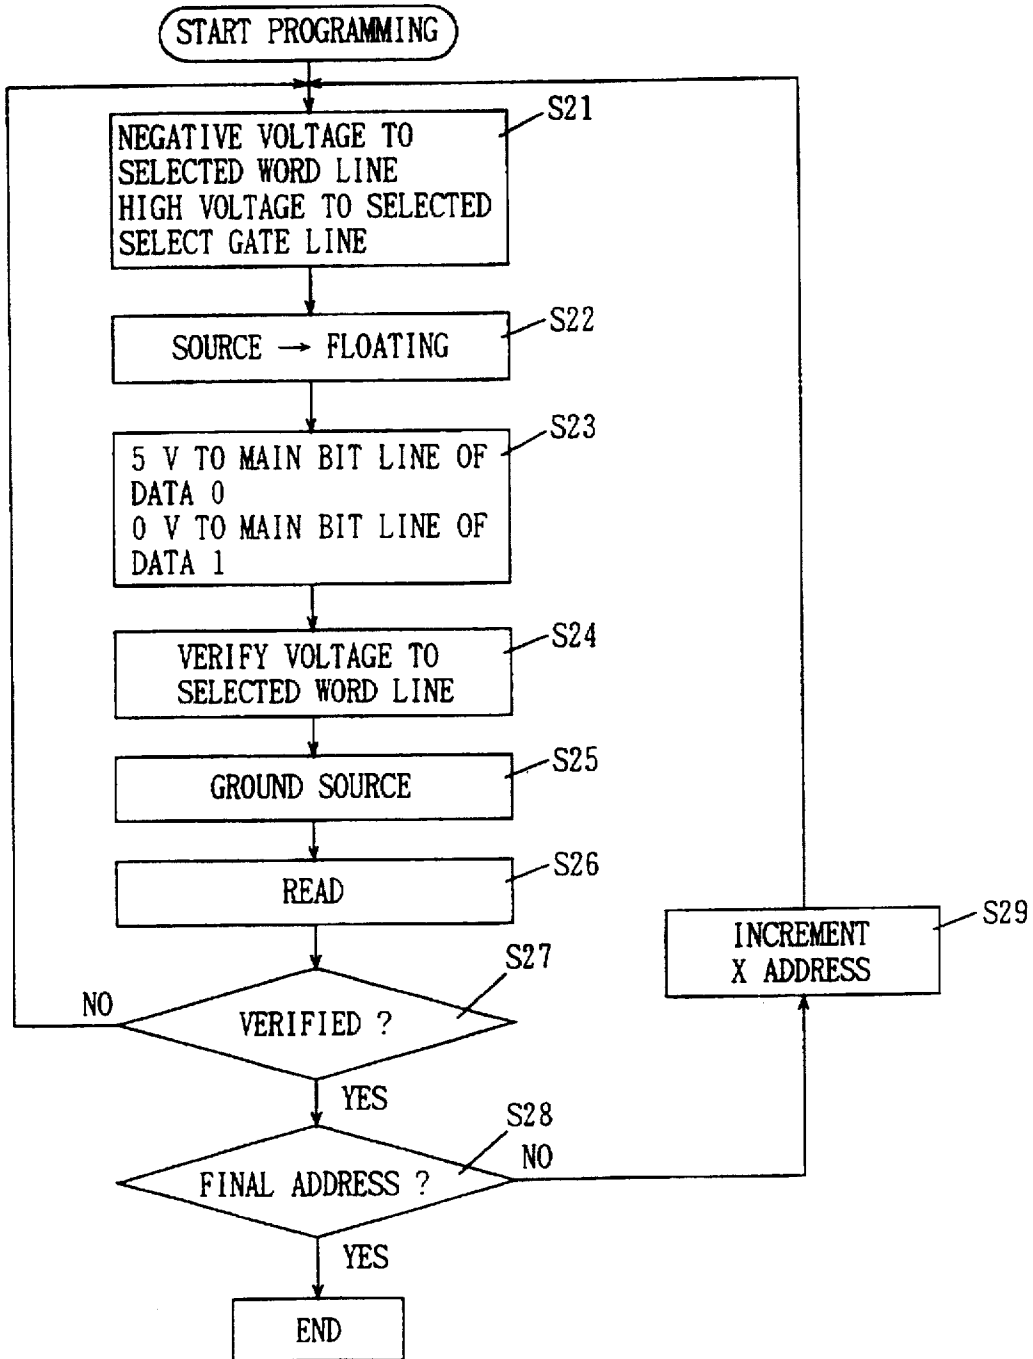 START PROGRAMMING
S21
NEGATIVE VOLTAGE TO
SELECTED WORD LINE
HIGH VOLTAGE TO SELECTED
SELECT GATE LINE
S22
SOURCE → FLOATING
S23
5 V TO MAIN BIT LINE OF
DATA 0
0 V TO MAIN BIT LINE OF
DATA 1
S24
VERIFY VOLTAGE TO
SELECTED WORD LINE
S25
GROUND SOURCE
S26
READ
S29
INCREMENT
X ADDRESS
S27
NO
VERIFIED ?
YES
S28
NO
FINAL ADDRESS ?
YES
END